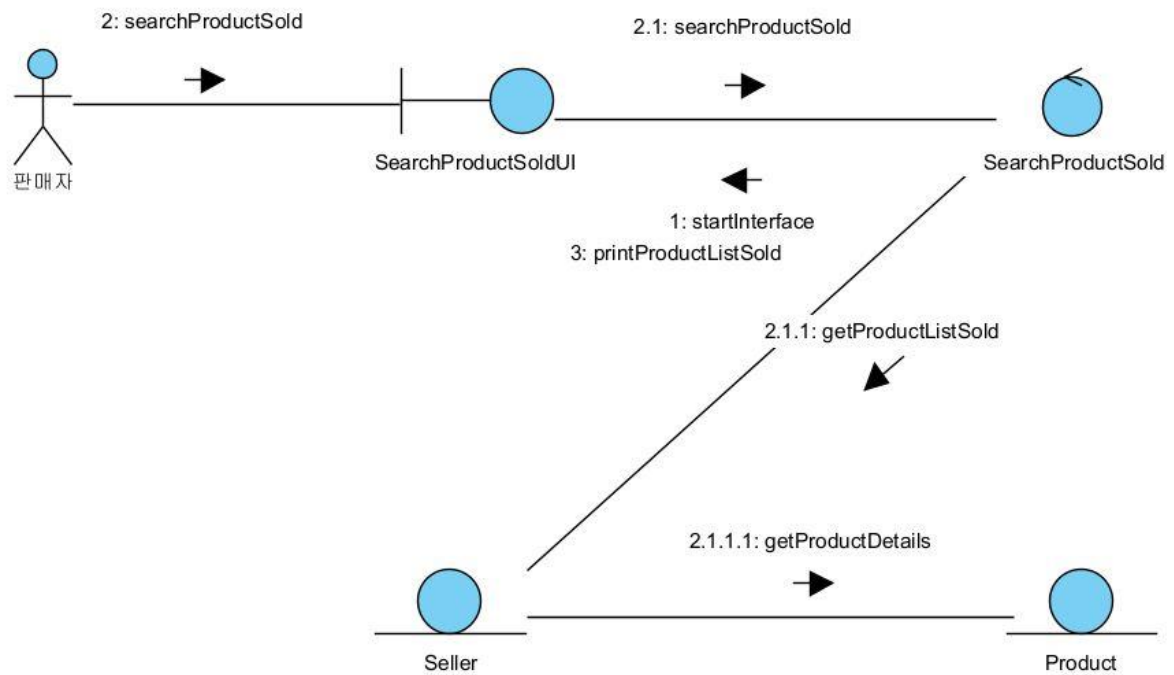 2: searchProductSold
2.1: searchProductSold
판매자
SearchProductSoldUI
SearchProductSold
1: startInterface
3: printProductListSold
2.1.1: getProductListSold
2.1.1.1: getProductDetails
Seller
Product